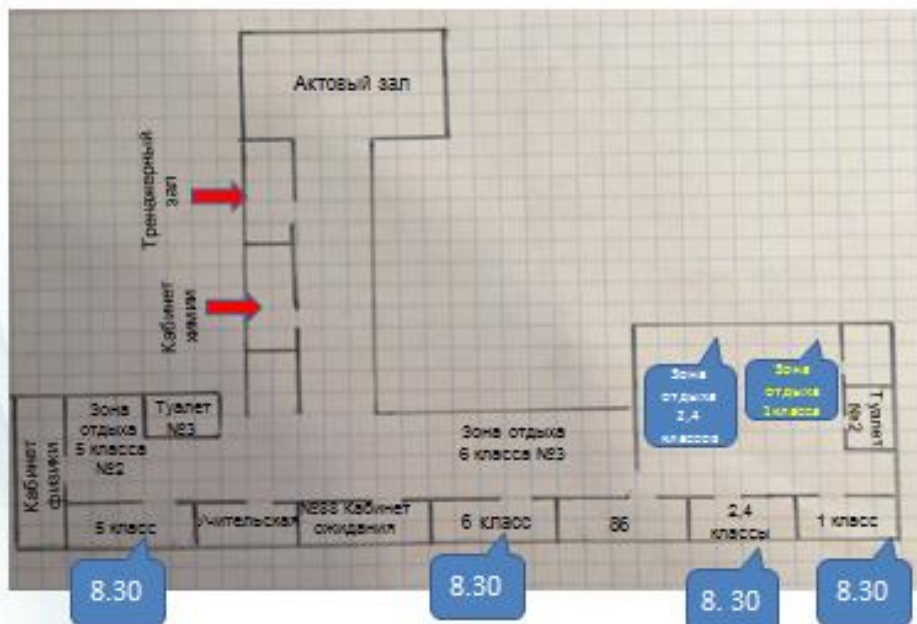 Актовый зал
Тренажерный
зал
Кабинет
химии
Зона
отдыха
2,4
классов
Зона
отдыха
1класса
Туалет
№2
Кабинет
физики
Зона
отдыха
5 класса
№2
Туалет
№3
Зона отдыха
6 класса №3
5 класс
Учительская
№88 Кабинет
ожидания
6 класс
86
2,4
классы
1 класс
8.30
8.30
8. 30
8.30